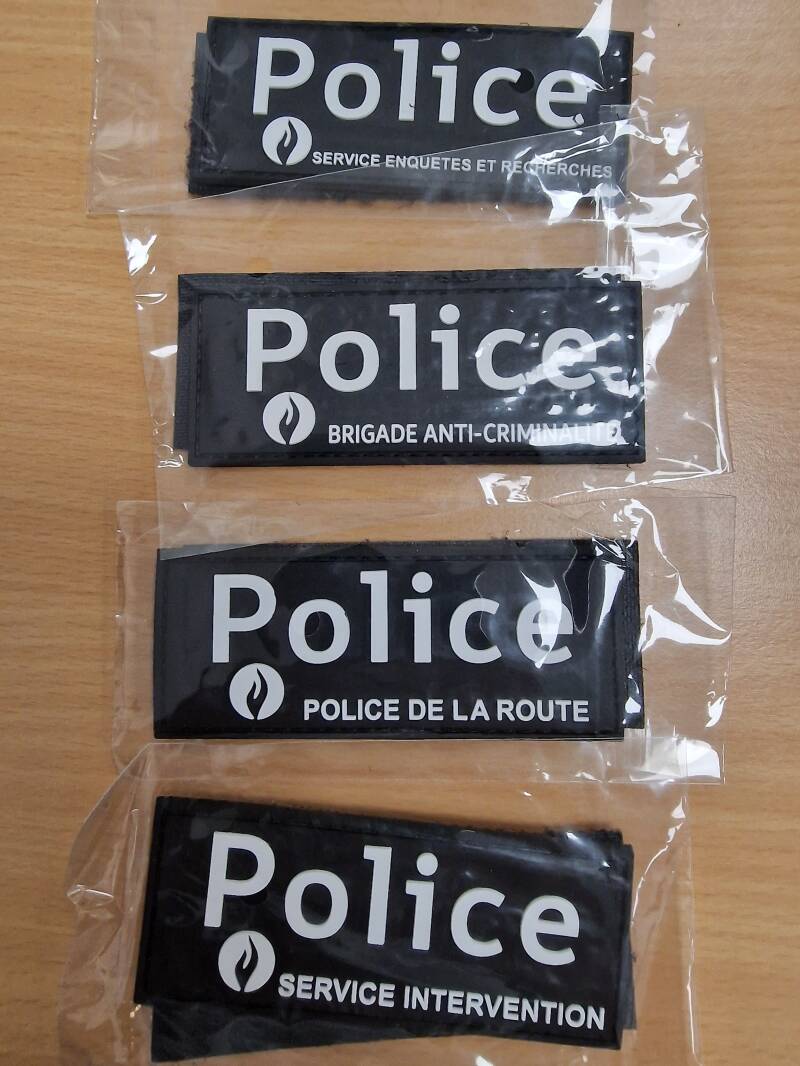 Police
SERVICE ENQUETES ET RECHERCHES
Police
BRIGADE ANTI-CRIMINALITE
Police
POLICE DE LA ROUTE
Police
SERVICE INTERVENTION